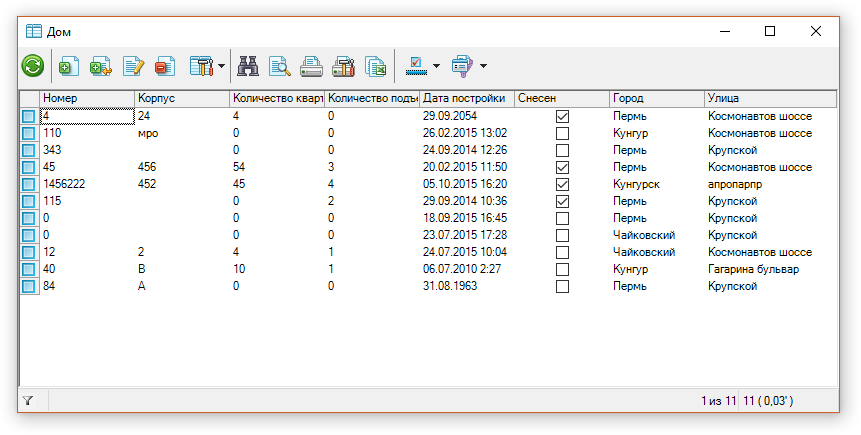 Дом
Номер Корпус Количество кварт Количество подъе Дата постройки Снесен Город Улица
4 24 4 0 29.09.2054 Пермь Космонавтов шоссе
110 мро 0 0 26.02.2015 13:02 Кунгур Космонавтов шоссе
343 0 0 24.09.2014 12:26 Пермь Крупской
45 456 54 3 20.02.2015 11:50 Пермь Космонавтов шоссе
1456222 452 45 4 05.10.2015 16:20 Кунгурск апропарпр
115 0 2 29.09.2014 10:36 Пермь Крупской
0 0 0 18.09.2015 16:45 Пермь Крупской
0 0 0 23.07.2015 17:28 Чайковский Крупской
12 2 4 1 24.07.2015 10:04 Чайковский Космонавтов шоссе
40 В 10 1 06.07.2010 2:27 Кунгур Гагарина бульвар
84 А 0 0 31.08.1963 Пермь Крупской
1 из 11 11 ( 0,03' )